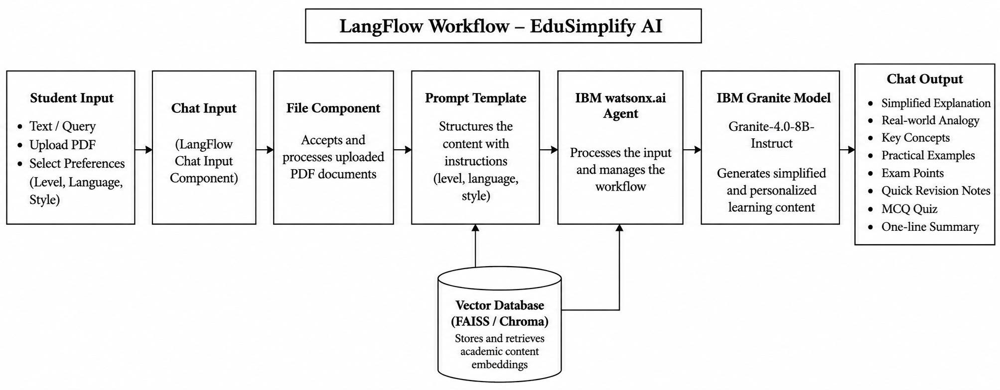 LangFlow Workflow – EduSimplify AI
Student Input
• Text / Query
• Upload PDF
• Select Preferences
(Level, Language,
Style)
Chat Input
(LangFlow
Chat Input
Component)
File Component
Accepts and
processes uploaded
PDF documents
Prompt Template
Structures the
content with
instructions
(level, language,
style)
IBM watsonx.ai
Agent
Processes the input
and manages the
workflow
IBM Granite Model
Granite-4.0-8B-
Instruct
Generates simplified
and personalized
learning content
Chat Output
• Simplified Explanation
• Real-world Analogy
• Key Concepts
• Practical Examples
• Exam Points
• Quick Revision Notes
• MCQ Quiz
• One-line Summary
Vector Database
(FAISS / Chroma)
Stores and retrieves
academic content
embeddings